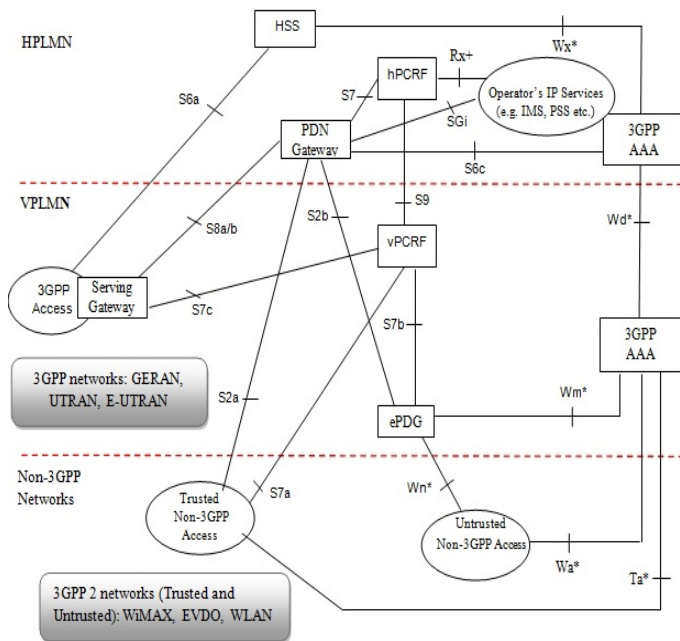 HPLMN
HSS
Wx*
Rx+
hPCRF
S7
Operator's IP Services
(e.g. IMS, PSS etc.)
S6a
SGi
PDN
Gateway
3GPP
AAA
S6c
VPLMN
S8a/b
S2b
S9
Wd*
vPCRF
3GPP
Access
Serving
Gateway
S7c
S7b
3GPP
AAA
3GPP networks: GERAN,
UTRAN, E-UTRAN
S2a
Wm*
ePDG
Non-3GPP
Networks
Trusted
Non-3GPP
Access
S7a
Wn*
Untrusted
Non-3GPP Access
Wa*
Ta*
3GPP 2 networks (Trusted and
Untrusted): WiMAX, EVDO, WLAN